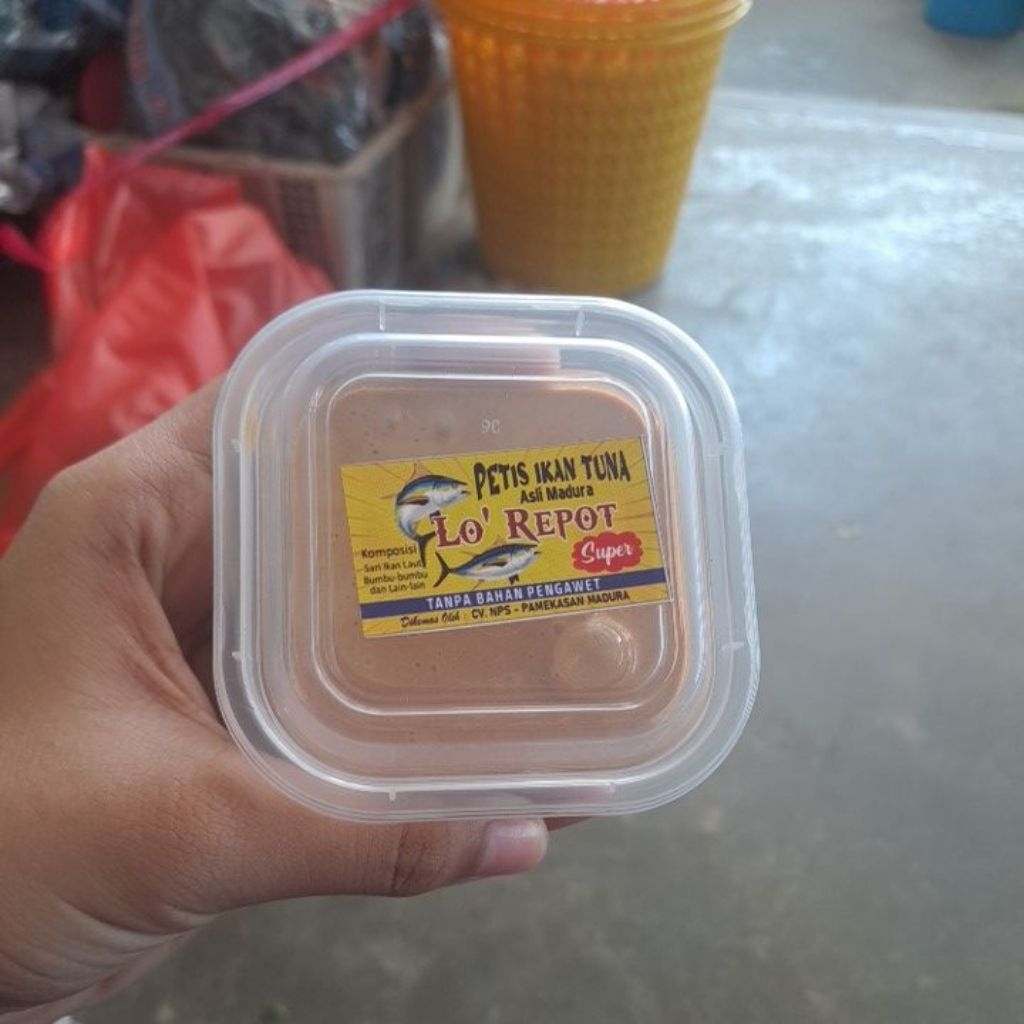 36
PETIS IKAN TUNA
Asli Madura
LO' REPOT
Super
Komposisi
Sari Ikan Laut
Bumbu-bumbu
dan Lain-lain
TANPA BAHAN PENGAWET
Dikemas Oleh : CV. NPS - PAMEKASAN MADURA